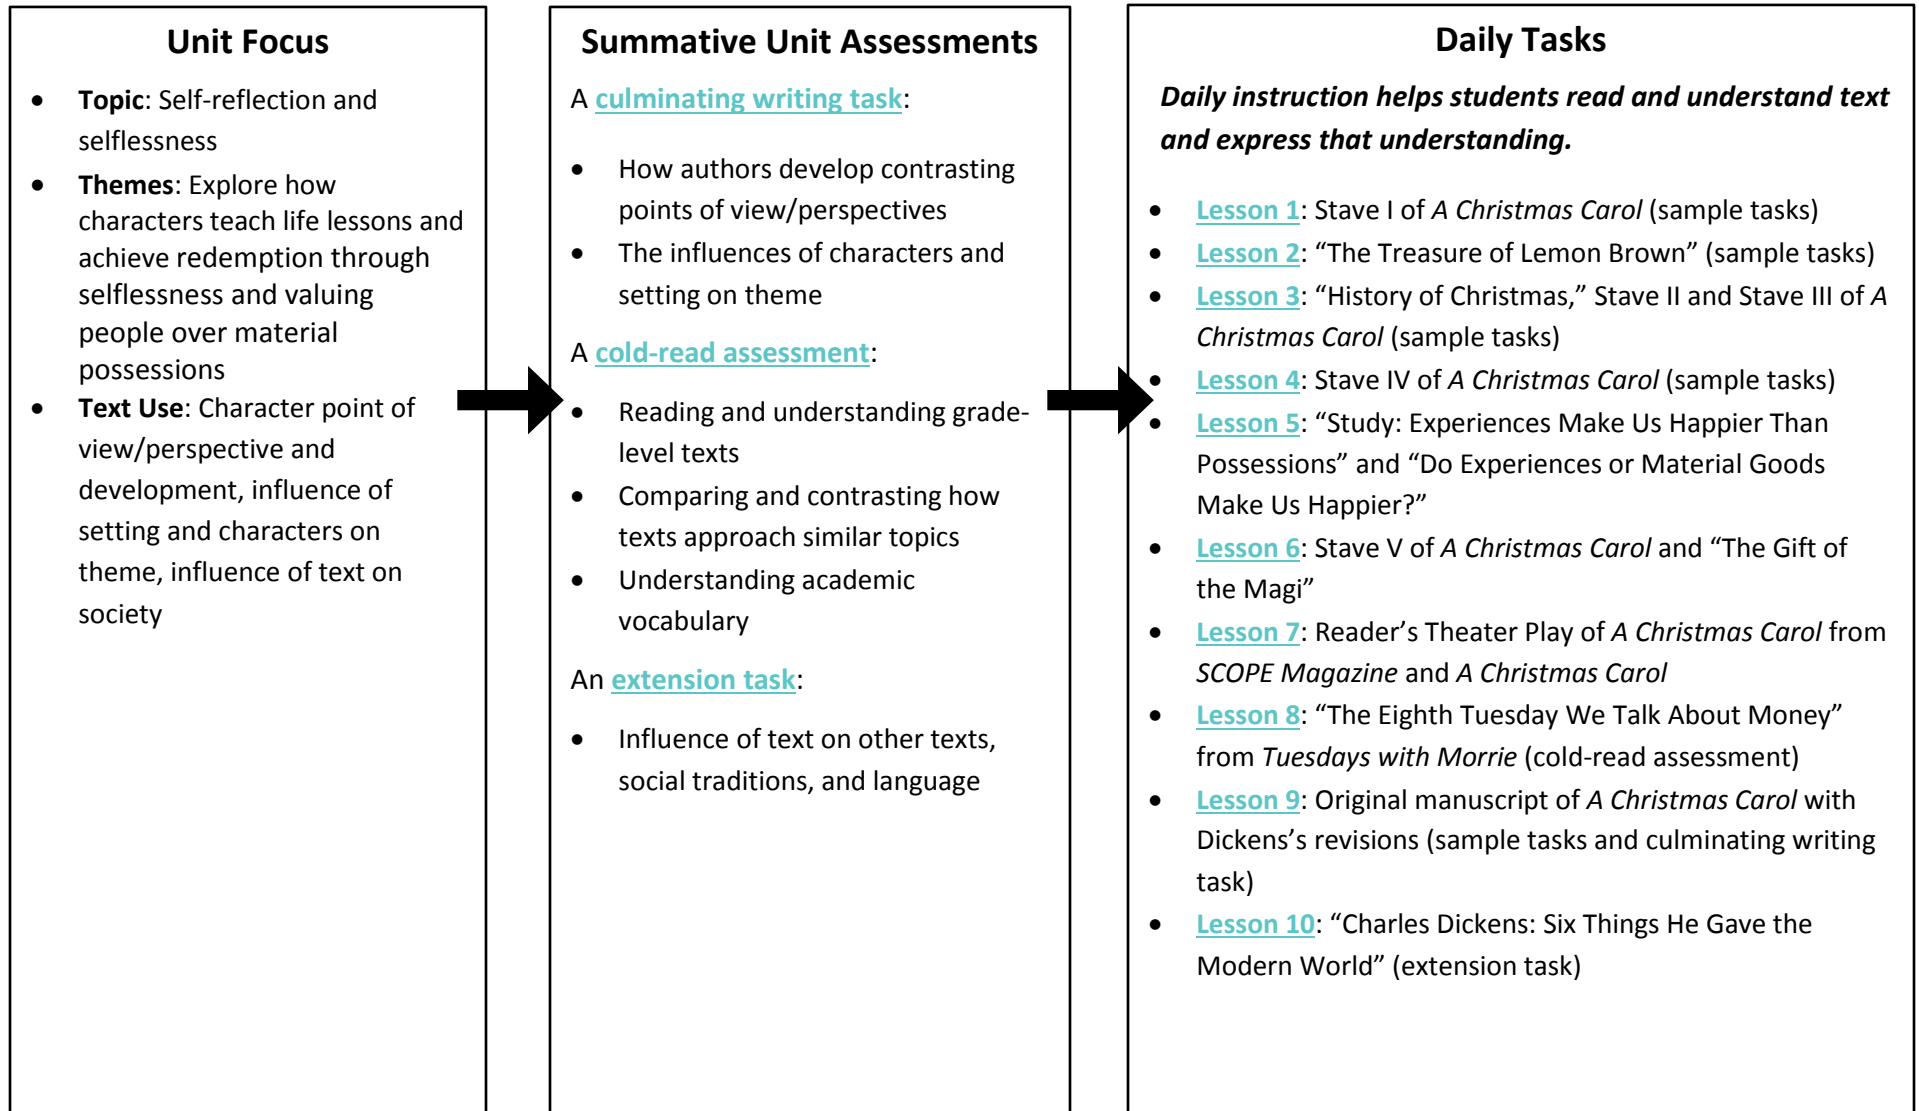 Unit Focus
• Topic: Self-reflection and
selflessness
• Themes: Explore how
characters teach life lessons and
achieve redemption through
selflessness and valuing
people over material
possessions
• Text Use: Character point of
view/perspective and
development, influence of
setting and characters on
theme, influence of text on
society
Summative Unit Assessments
A culminating writing task:
• How authors develop contrasting
points of view/perspectives
• The influences of characters and
setting on theme
A cold-read assessment:
• Reading and understanding grade-
level texts
• Comparing and contrasting how
texts approach similar topics
• Understanding academic
vocabulary
An extension task:
• Influence of text on other texts,
social traditions, and language
Daily Tasks
Daily instruction helps students read and understand text
and express that understanding.
• Lesson 1: Stave I of A Christmas Carol (sample tasks)
• Lesson 2: “The Treasure of Lemon Brown” (sample tasks)
• Lesson 3: “History of Christmas,” Stave II and Stave III of A
Christmas Carol (sample tasks)
• Lesson 4: Stave IV of A Christmas Carol (sample tasks)
• Lesson 5: “Study: Experiences Make Us Happier Than
Possessions” and “Do Experiences or Material Goods
Make Us Happier?”
• Lesson 6: Stave V of A Christmas Carol and “The Gift of
the Magi”
• Lesson 7: Reader’s Theater Play of A Christmas Carol from
SCOPE Magazine and A Christmas Carol
• Lesson 8: “The Eighth Tuesday We Talk About Money”
from Tuesdays with Morrie (cold-read assessment)
• Lesson 9: Original manuscript of A Christmas Carol with
Dickens’s revisions (sample tasks and culminating writing
task)
• Lesson 10: “Charles Dickens: Six Things He Gave the
Modern World” (extension task)